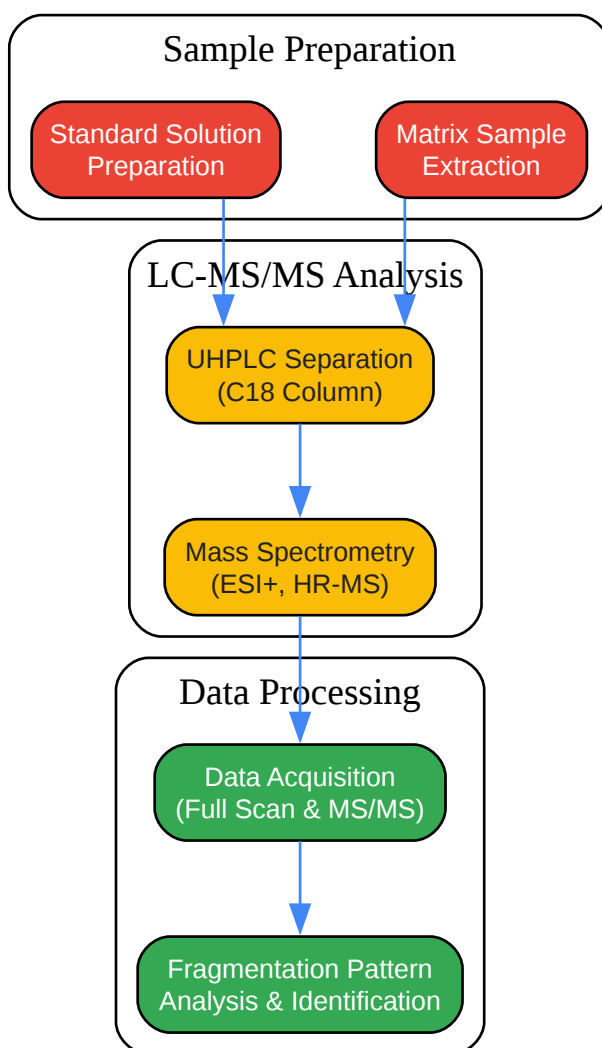 Sample Preparation
Standard Solution
Preparation
Matrix Sample
Extraction
LC-MS/MS Analysis
UHPLC Separation
(C18 Column)
Mass Spectrometry
(ESI+, HR-MS)
Data Processing
Data Acquisition
(Full Scan & MS/MS)
Fragmentation Pattern
Analysis & Identification